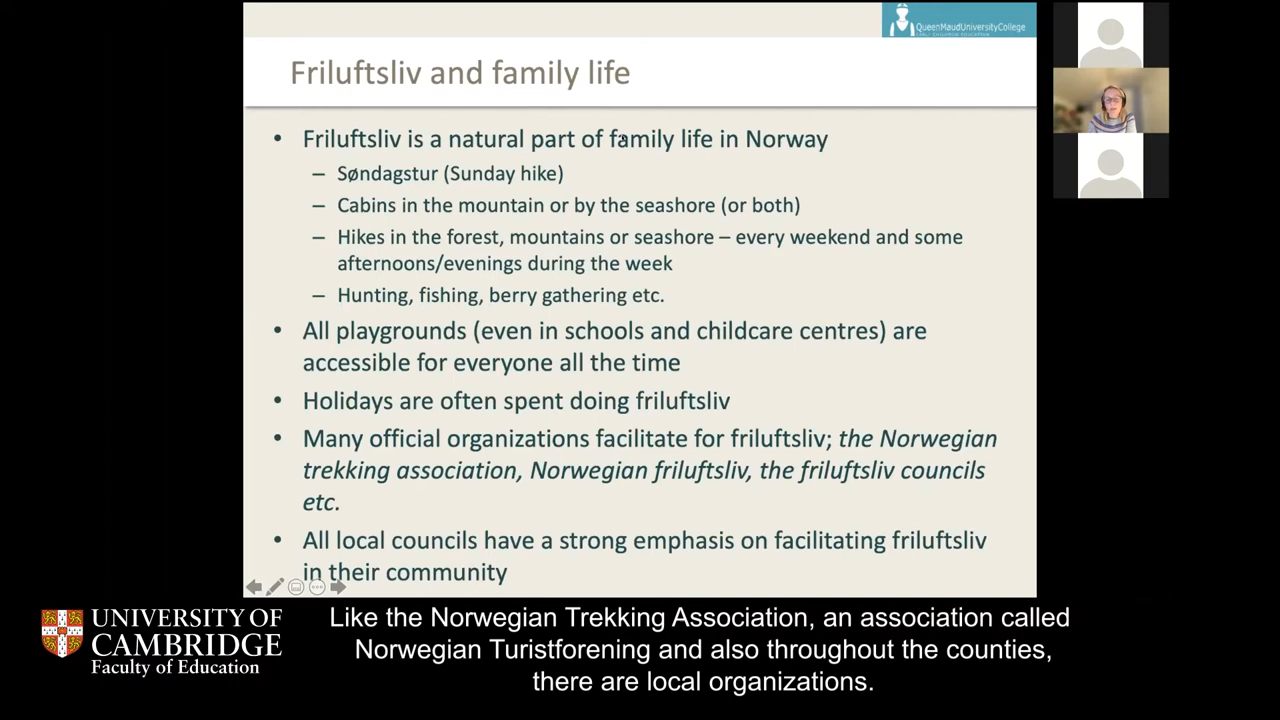 QueenMaudUniversityCollege
EARLY CHILDHOOD EDUCATION
Friluftsliv and family life
• Friluftsliv is a natural part of family life in Norway
– Søndagstur (Sunday hike)
– Cabins in the mountain or by the seashore (or both)
– Hikes in the forest, mountains or seashore – every weekend and some
afternoons/evenings during the week
– Hunting, fishing, berry gathering etc.
• All playgrounds (even in schools and childcare centres) are
accessible for everyone all the time
• Holidays are often spent doing friluftsliv
• Many official organizations facilitate for friluftsliv; the Norwegian
trekking association, Norwegian friluftsliv, the friluftsliv councils
etc.
• All local councils have a strong emphasis on facilitating friluftsliv
in their community
UNIVERSITY OF
CAMBRIDGE
Faculty of Education
Like the Norwegian Trekking Association, an association called
Norwegian Turistforening and also throughout the counties,
there are local organizations.